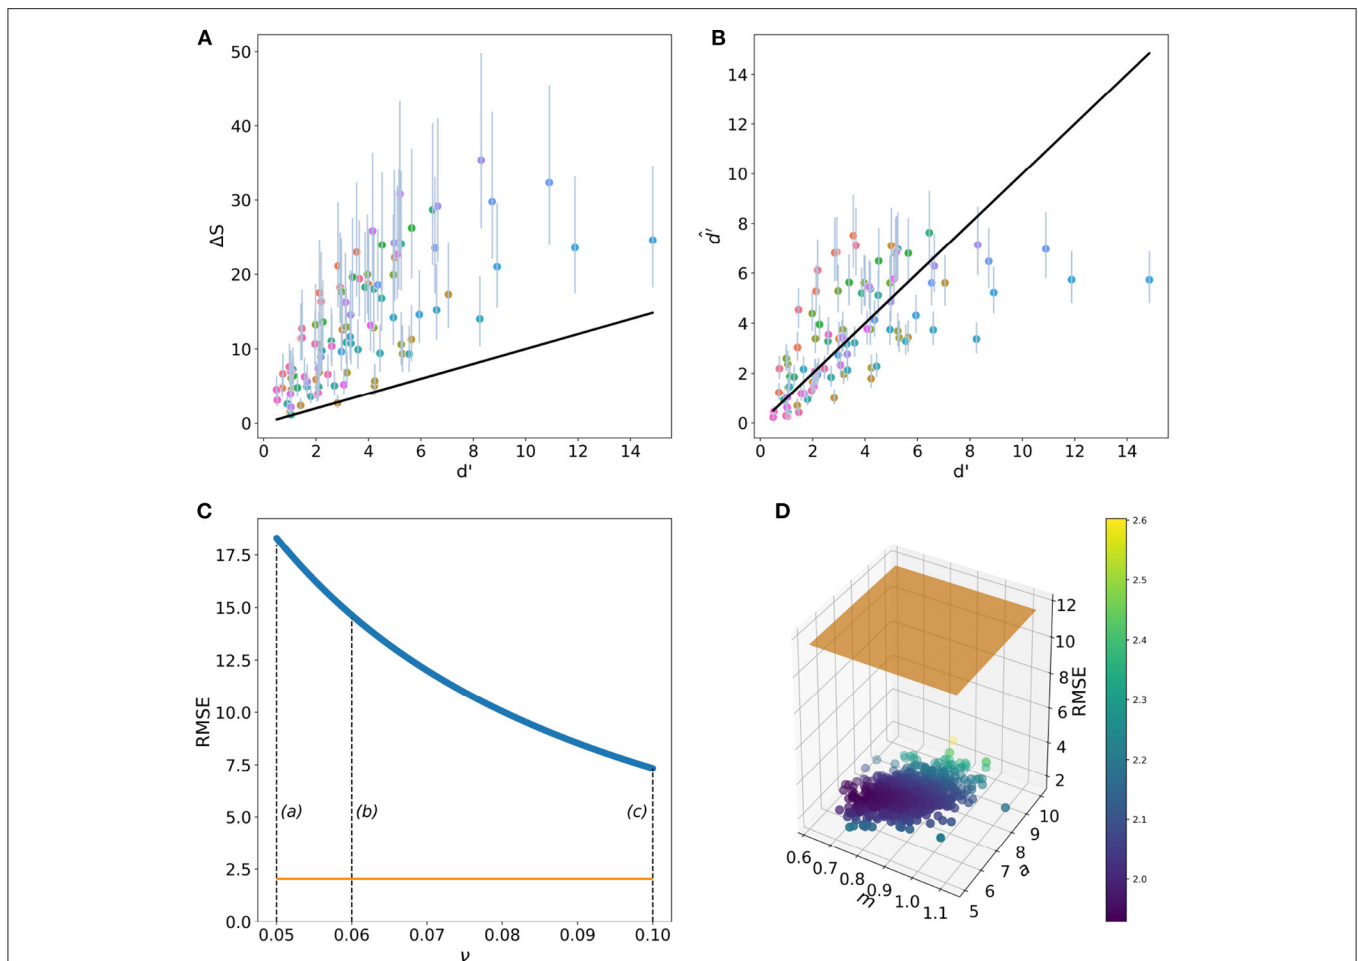 A
B
50
40
30
20
10
0
ΔS
0 2 4 6 8 10 12 14
d'
14
12
10
8
6
4
2
0
d̂′
0 2 4 6 8 10 12 14
d'
C
D
17.5
15.0
12.5
10.0
7.5
5.0
2.5
0.0
RMSE
(a) (b) (c)
0.05 0.06 0.07 0.08 0.09 0.10
ν
12
10
8
6
4
2
RMSE
10
9
8
7
6
5
a
0.6 0.7 0.8 0.9 1.0 1.1
m
2.6
2.5
2.4
2.3
2.2
2.1
2.0